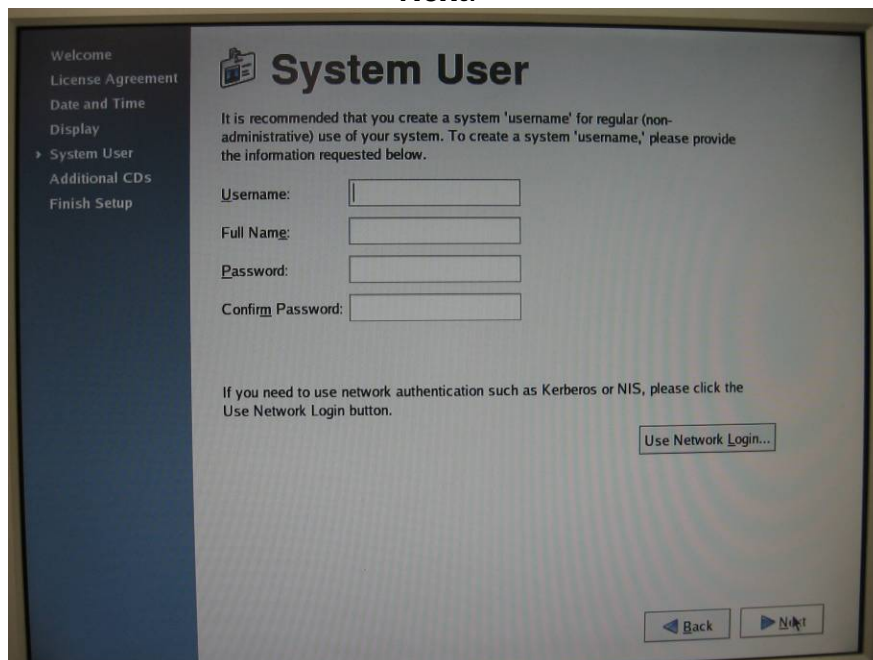 Welcome
License Agreement
Date and Time
Display
System User
Additional CDs
Finish Setup
System User
It is recommended that you create a system 'username' for regular (non-
administrative) use of your system. To create a system 'username,' please provide
the information requested below.
Username:
Full Name:
Password:
Confirm Password:
If you need to use network authentication such as Kerberos or NIS, please click the
Use Network Login button.
Use Network Login...
Back
Next